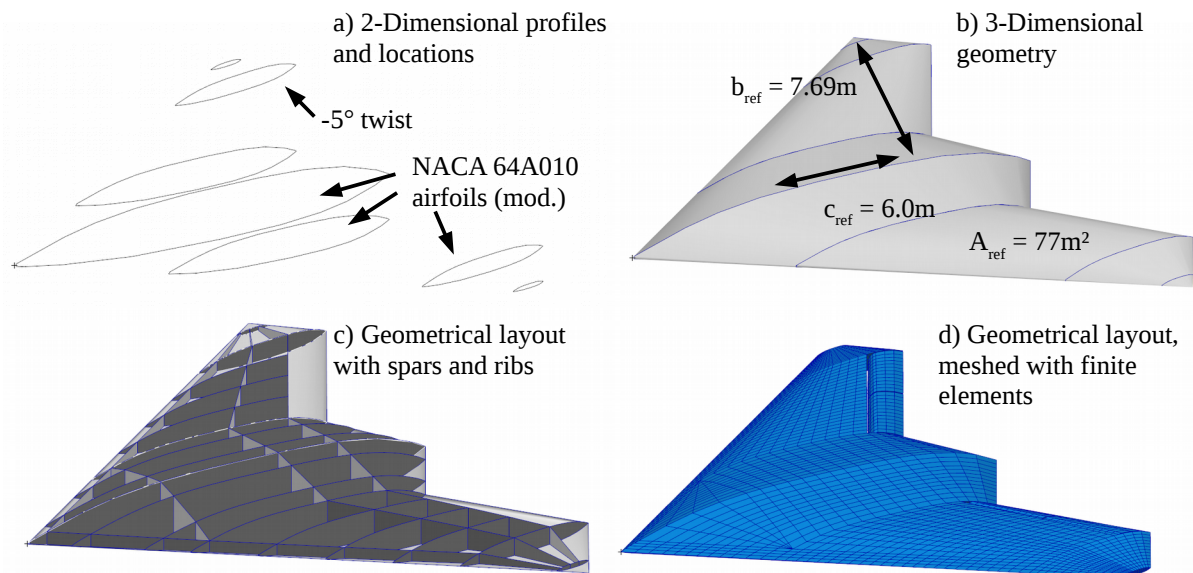 a) 2-Dimensional profiles
and locations
-5° twist
NACA 64A010
airfoils (mod.)
b) 3-Dimensional
geometry
b_ref = 7.69m
c_ref = 6.0m
A_ref = 77m²
c) Geometrical layout
with spars and ribs
d) Geometrical layout,
meshed with finite
elements